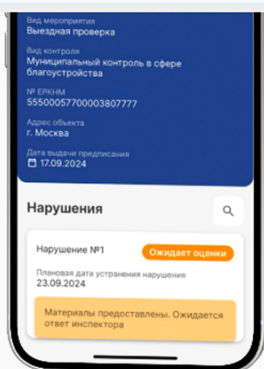 Вид мероприятия
Выездная проверка
Вид контроля
Муниципальный контроль в сфере
благоустройства
№ ЕРКНМ
55500057700003807777
Адрес объекта
г. Москва
Дата выдачи предписания
17.09.2024
Нарушения
Нарушение №1
Ожидает оценки
Плановая дата устранения нарушения
23.09.2024
Материалы предоставлены. Ожидается
ответ инспектора